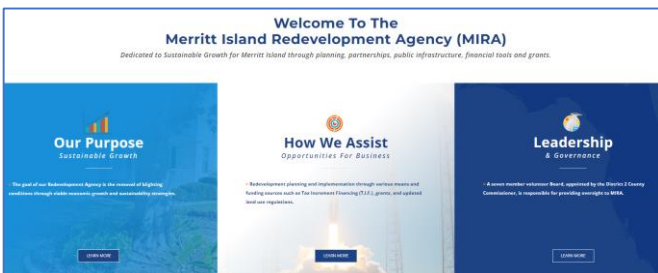 Welcome To The
Merritt Island Redevelopment Agency (MIRA)
Dedicated to Sustainable Growth for Merritt Island through planning, partnerships, public infrastructure, financial tools and grants.
Our Purpose
Sustainable Growth
- The goal of our Redevelopment Agency is the removal of blighting
conditions through viable economic growth and sustainability strategies.
LEARN MORE
How We Assist
Opportunities For Business
- Redevelopment planning and implementation through various means and
funding sources such as Tax Increment Financing (T.I.F.), grants, and updated
land use regulations.
LEARN MORE
Leadership
& Governance
- A seven member volunteer Board, appointed by the District 2 County
Commissioner, is responsible for providing oversight to MIRA.
LEARN MORE